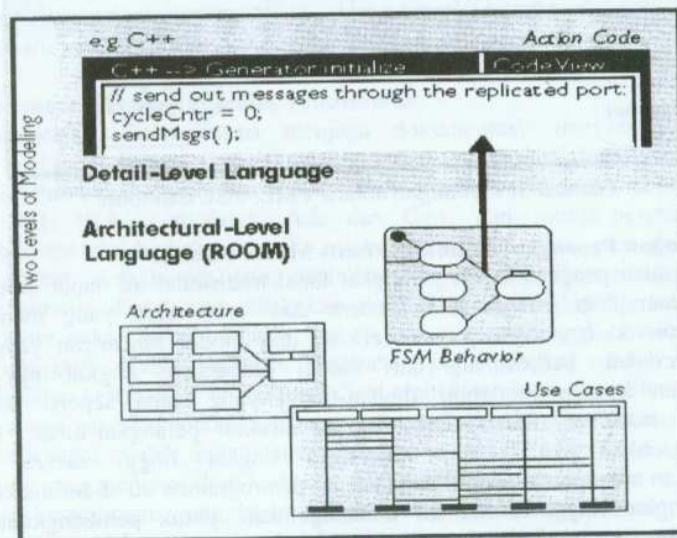 Two Levels of Modeling
e.g. C++
Action Code
C++ --> Generator initialize
CodeView
// send out messages through the replicated port:
cycleCntr = 0;
sendMsgs( );
Detail-Level Language
Architectural-Level
Language (ROOM)
Architecture
FSM Behavior
Use Cases